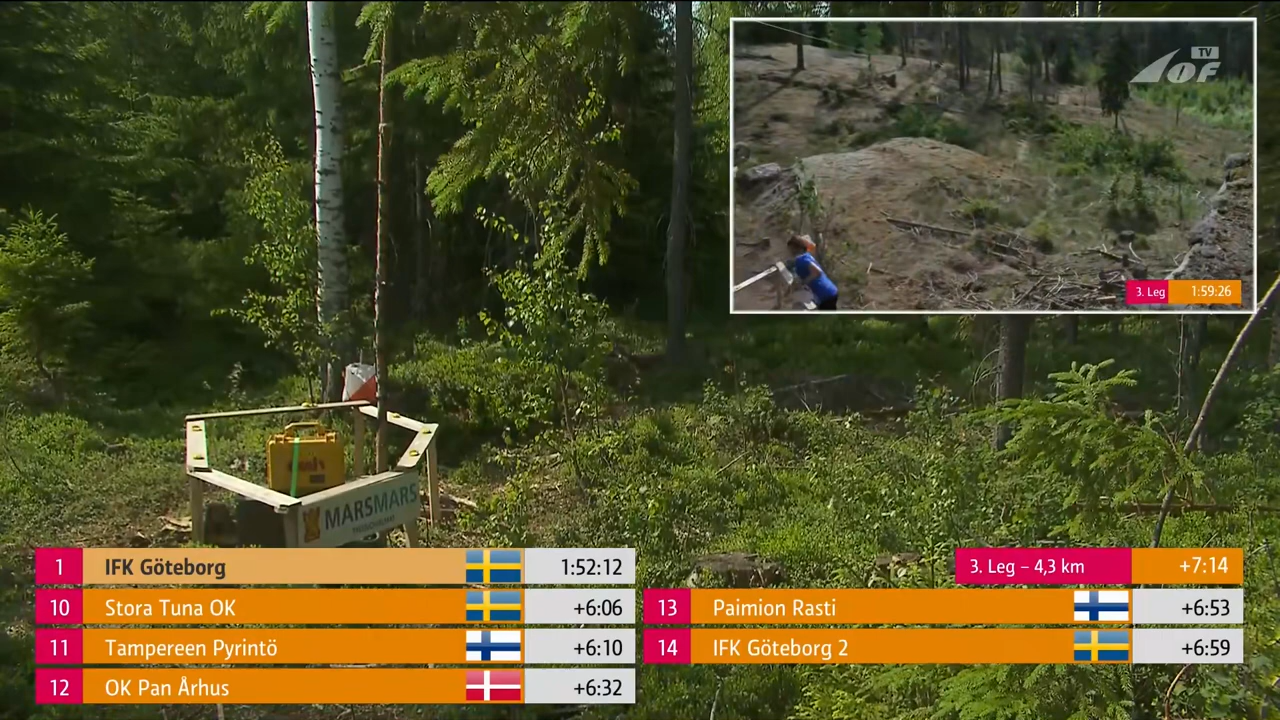 TV
OF
3. Leg 1:59:26
MARSMARS
1 IFK Göteborg 1:52:12
10 Stora Tuna OK +6:06
11 Tampereen Pyrintö +6:10
12 OK Pan Århus +6:32
3. Leg – 4,3 km +7:14
13 Paimion Rasti +6:53
14 IFK Göteborg 2 +6:59